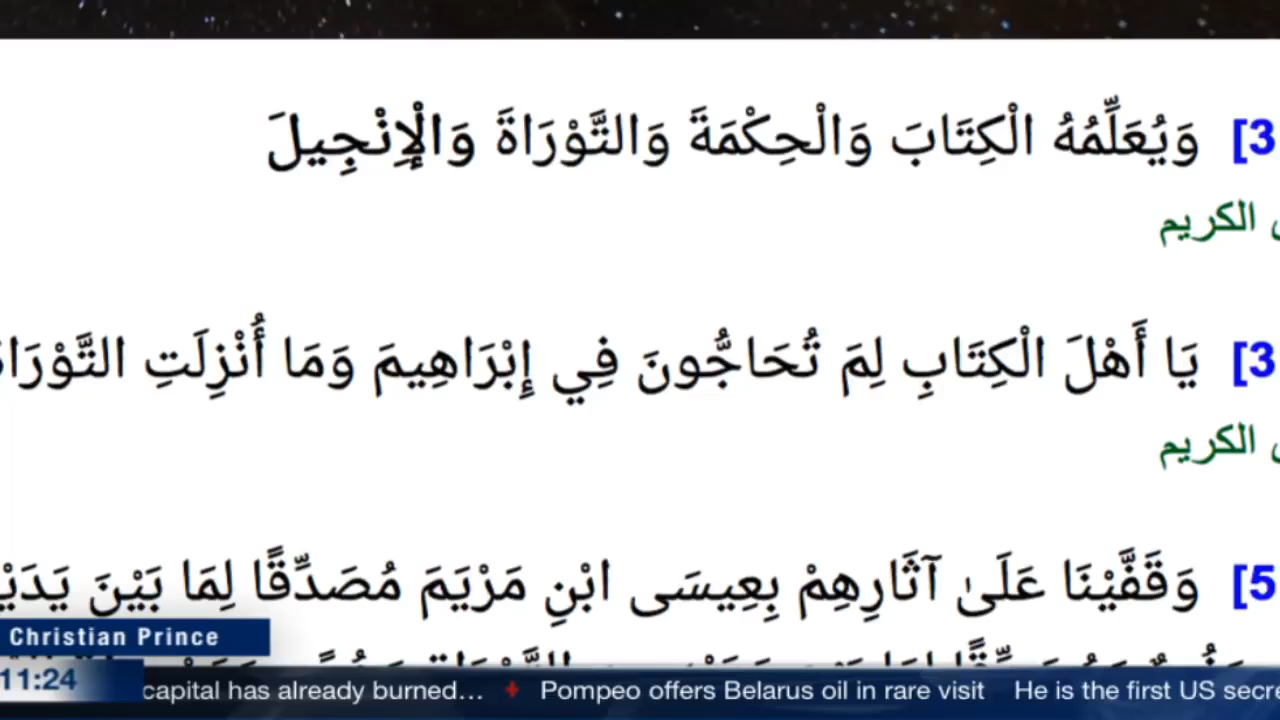 وَيُعَلِّمُهُ الْكِتَابَ وَالْحِكْمَةَ وَالتَّوْرَاةَ وَالْإِنْجِيلَ [3
الكريم
يَا أَهْلَ الْكِتَابِ لِمَ تُحَاجُّونَ فِي إِبْرَاهِيمَ وَمَا أُنْزِلَتِ [3
الكريم
وَقَفَّيْنَا عَلَىٰ آثَارِهِمْ بِعِيسَى ابْنِ مَرْيَمَ مُصَدِّقًا لِمَا بَيْنَ [5
Christian Prince
11:24 capital has already burned... Pompeo offers Belarus oil in rare visit He is the first US